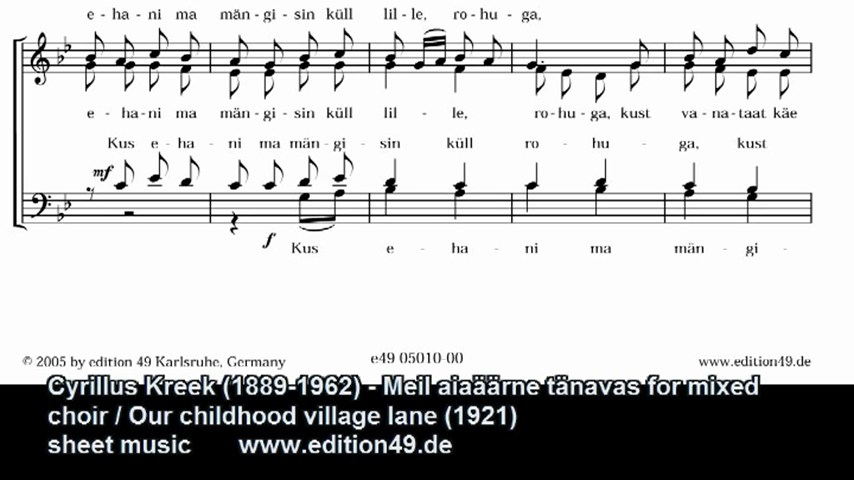 e - ha - ni ma män - gi - sin küll lil - le, ro - hu - ga,
e - ha - ni ma män - gi - sin küll lil - le, ro - hu - ga, kust va - na - taat käe
Kus e - ha - ni ma män - gi - sin küll ro - hu - ga, kust
mf
f
Kus e - ha - ni ma män - gi -
© 2005 by edition 49 Karlsruhe, Germany e49 05010-00 www.edition49.de
Cyrillus Kreek (1889-1962) - Meil aiaäärne tänavas for mixed
choir / Our childhood village lane (1921)
sheet music www.edition49.de